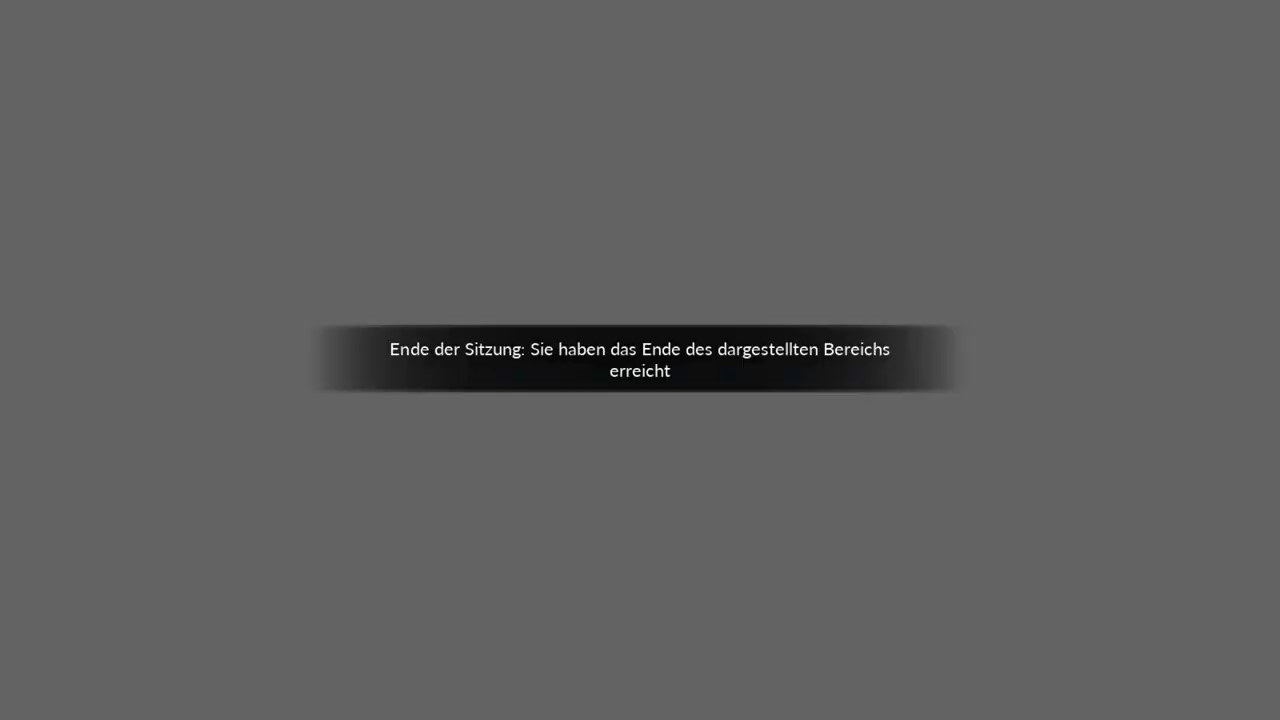 Ende der Sitzung: Sie haben das Ende des dargestellten Bereichs
erreicht